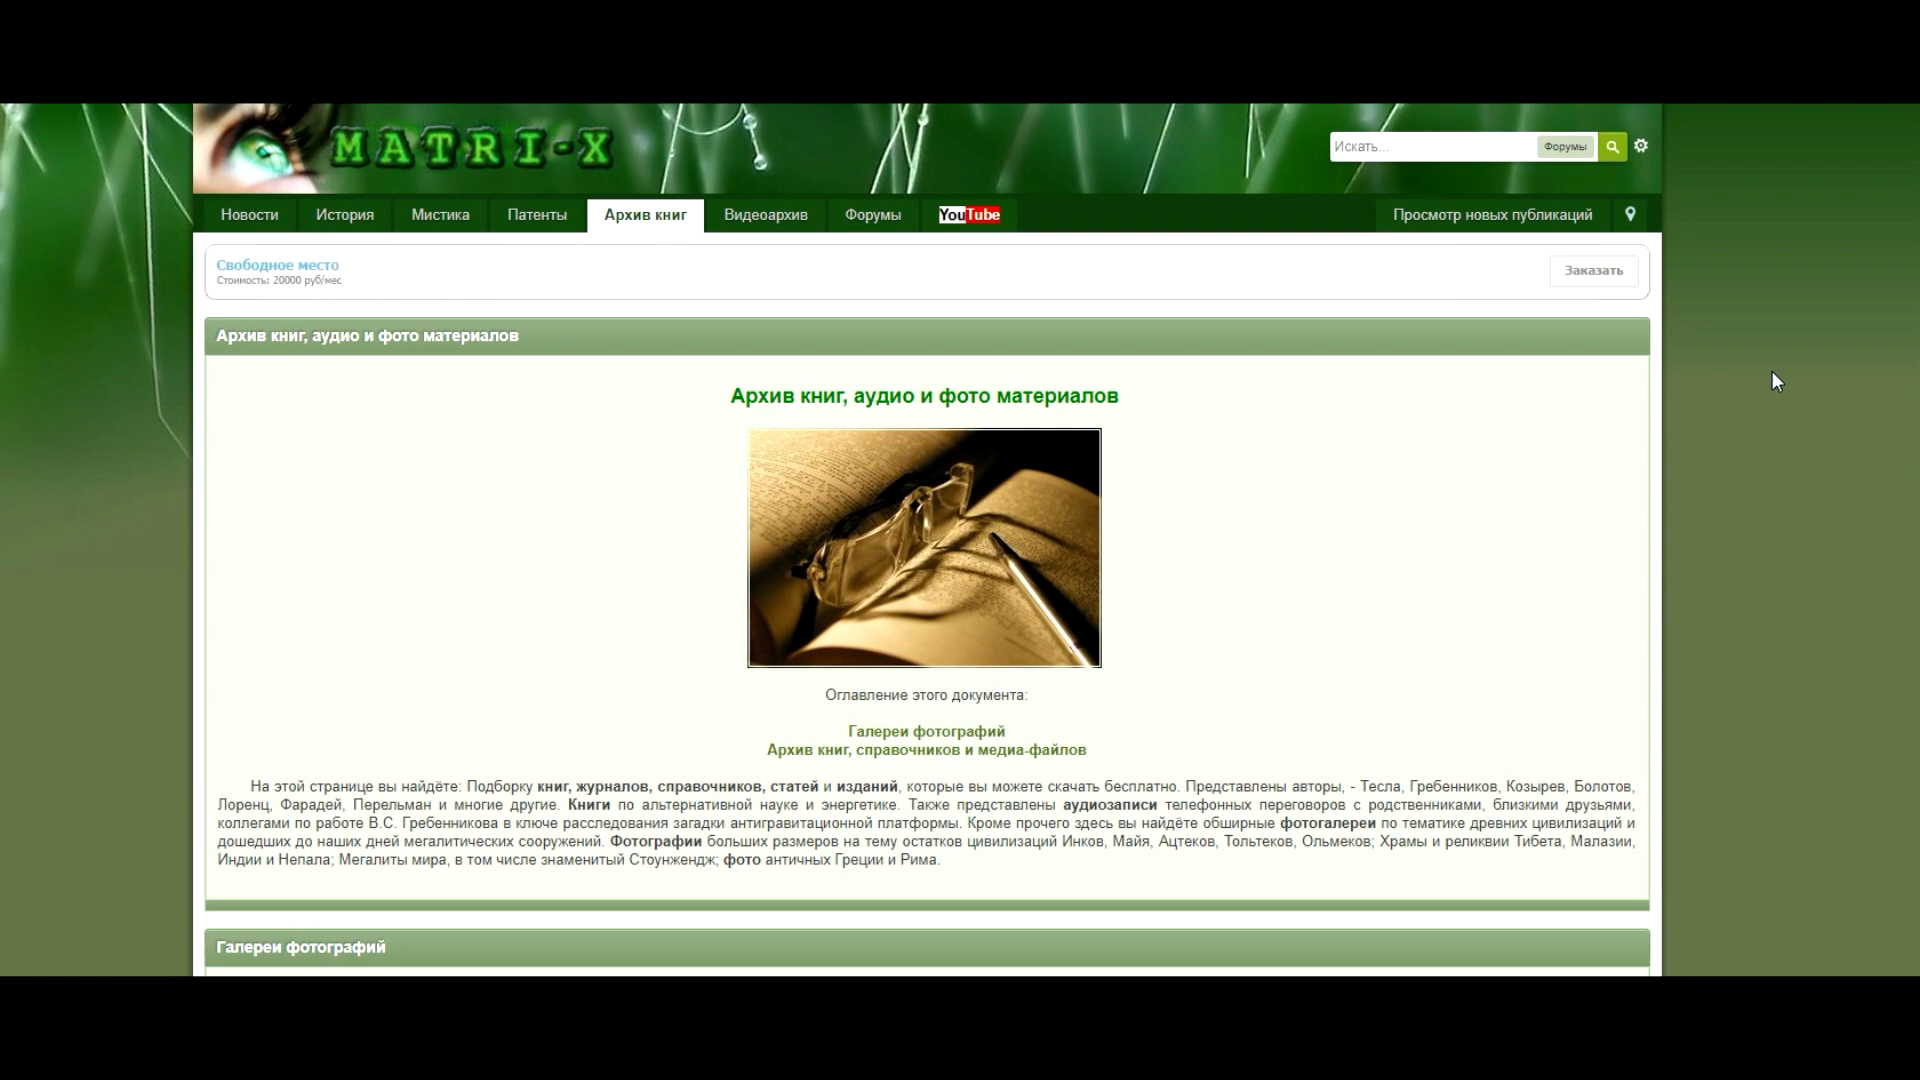 MATRI-X
Искать...
Форумы
Новости
История
Мистика
Патенты
Архив книг
Видеоархив
Форумы
YouTube
Просмотр новых публикаций
Свободное место
Стоимость: 20000 руб/мес
Заказать
Архив книг, аудио и фото материалов
Архив книг, аудио и фото материалов
Оглавление этого документа:
Галереи фотографий
Архив книг, справочников и медиа-файлов
На этой странице вы найдёте: Подборку книг, журналов, справочников, статей и изданий, которые вы можете скачать бесплатно. Представлены авторы, - Тесла, Гребенников, Козырев, Болотов,
Лоренц, Фарадей, Перельман и многие другие. Книги по альтернативной науке и энергетике. Также представлены аудиозаписи телефонных переговоров с родственниками, близкими друзьями,
коллегами по работе В.С. Гребенникова в ключе расследования загадки антигравитационной платформы. Кроме прочего здесь вы найдёте обширные фотогалереи по тематике древних цивилизаций и
дошедших до наших дней мегалитических сооружений. Фотографии больших размеров на тему остатков цивилизаций Инков, Майя, Ацтеков, Тольтеков, Ольмеков; Храмы и реликвии Тибета, Малазии,
Индии и Непала; Мегалиты мира, в том числе знаменитый Стоунжендж; фото античных Греции и Рима.
Галереи фотографий